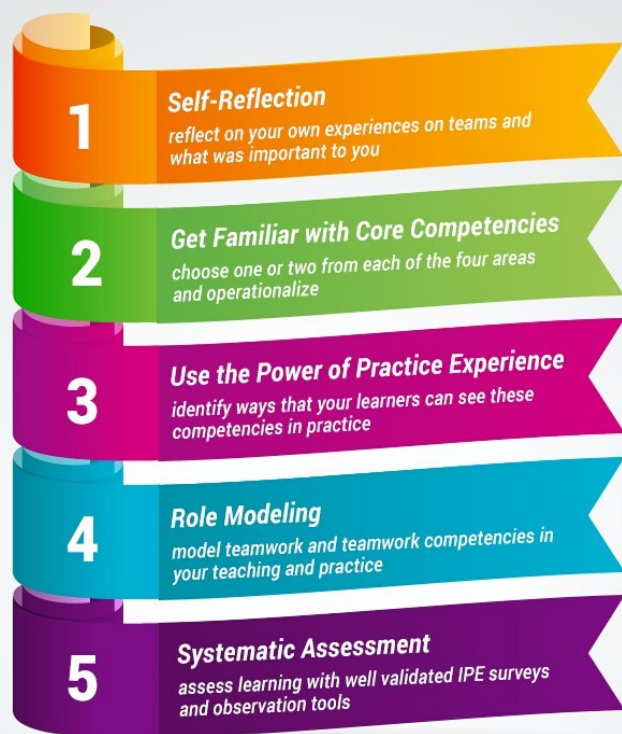 1
Self-Reflection
reflect on your own experiences on teams and
what was important to you
2
Get Familiar with Core Competencies
choose one or two from each of the four areas
and operationalize
3
Use the Power of Practice Experience
identify ways that your learners can see these
competencies in practice
4
Role Modeling
model teamwork and teamwork competencies in
your teaching and practice
5
Systematic Assessment
assess learning with well validated IPE surveys
and observation tools